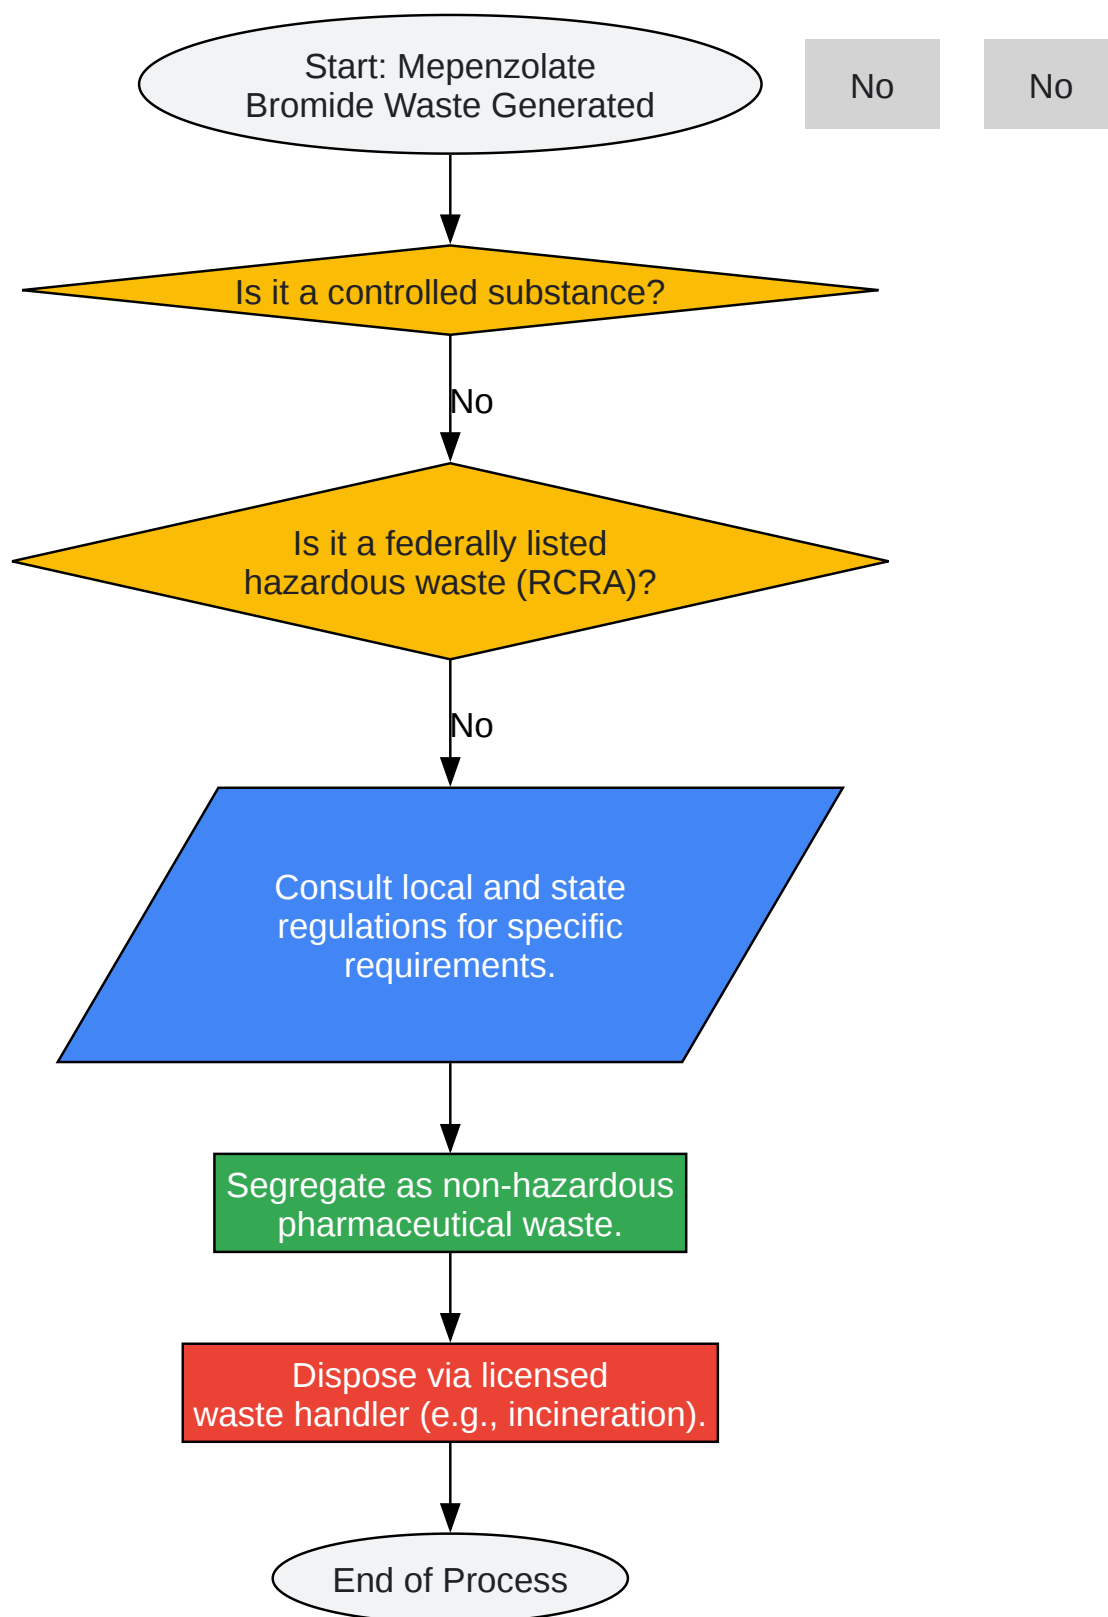 Start: Mepenzolate
Bromide Waste Generated
No
No
Is it a controlled substance?
No
Is it a federally listed
hazardous waste (RCRA)?
No
Consult local and state
regulations for specific
requirements.
Segregate as non-hazardous
pharmaceutical waste.
Dispose via licensed
waste handler (e.g., incineration).
End of Process